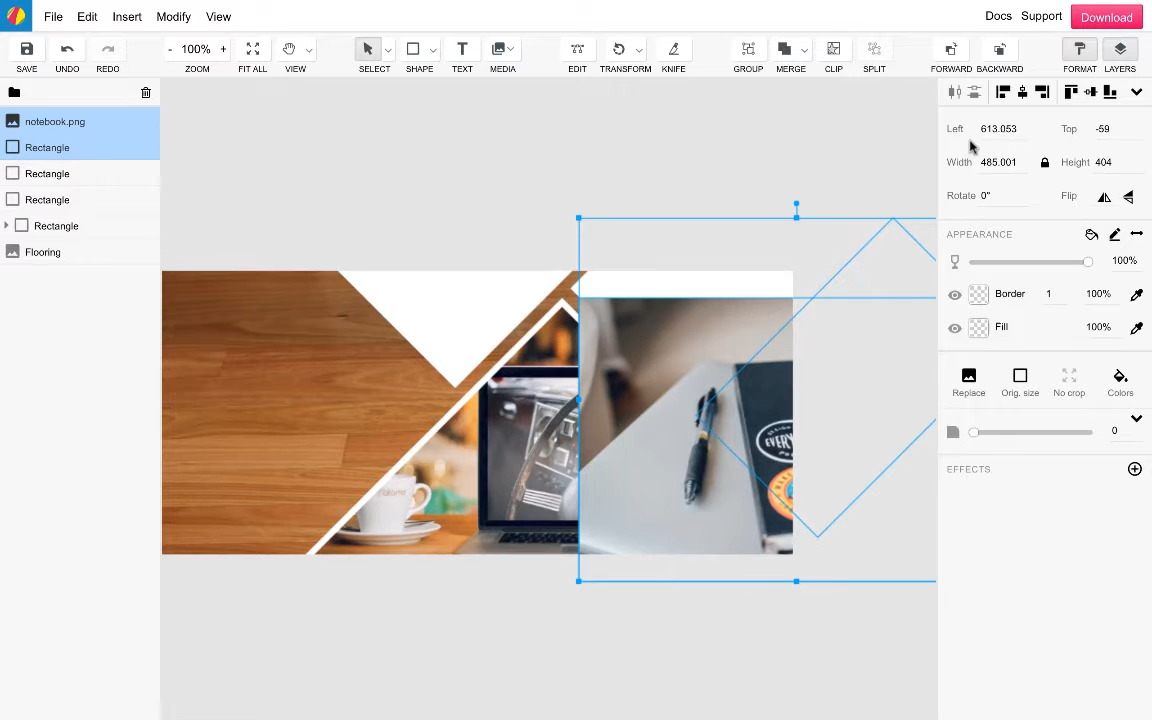 File Edit Insert Modify View
Docs Support Download
- 100% +
SAVE UNDO REDO ZOOM FIT ALL VIEW SELECT SHAPE TEXT MEDIA EDIT TRANSFORM KNIFE GROUP MERGE CLIP SPLIT FORWARD BACKWARD FORMAT LAYERS
notebook.png
Rectangle
Rectangle
Rectangle
Rectangle
Flooring
Left 613.053 Top -59
Width 485.001 Height 404
Rotate 0° Flip
APPEARANCE
100%
Border 1 100%
Fill 100%
Replace Orig. size No crop Colors
0
EFFECTS